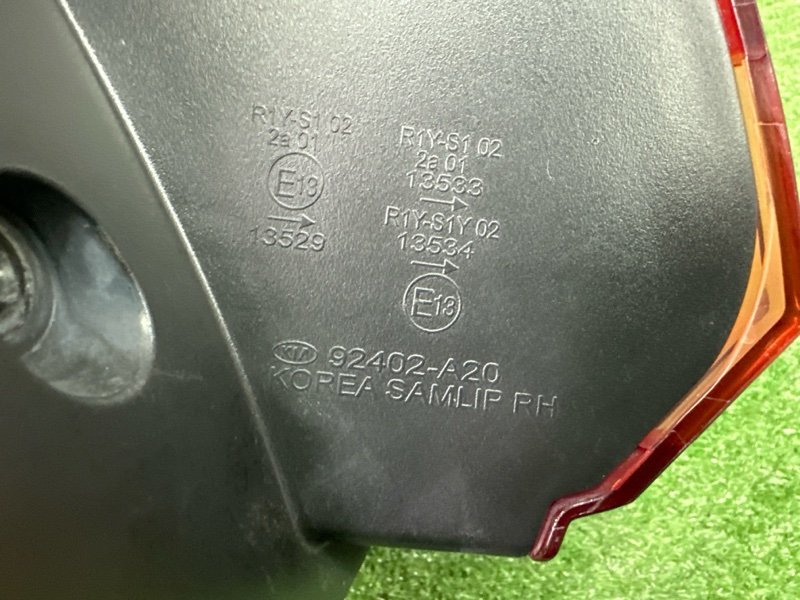 R1Y-S1 02
2a 01
E13
13529
R1Y-S1 02
2a 01
13533
R1Y-S1Y 02
13534
E13
KIA 92402-A20
KOREA SAMLIP RH